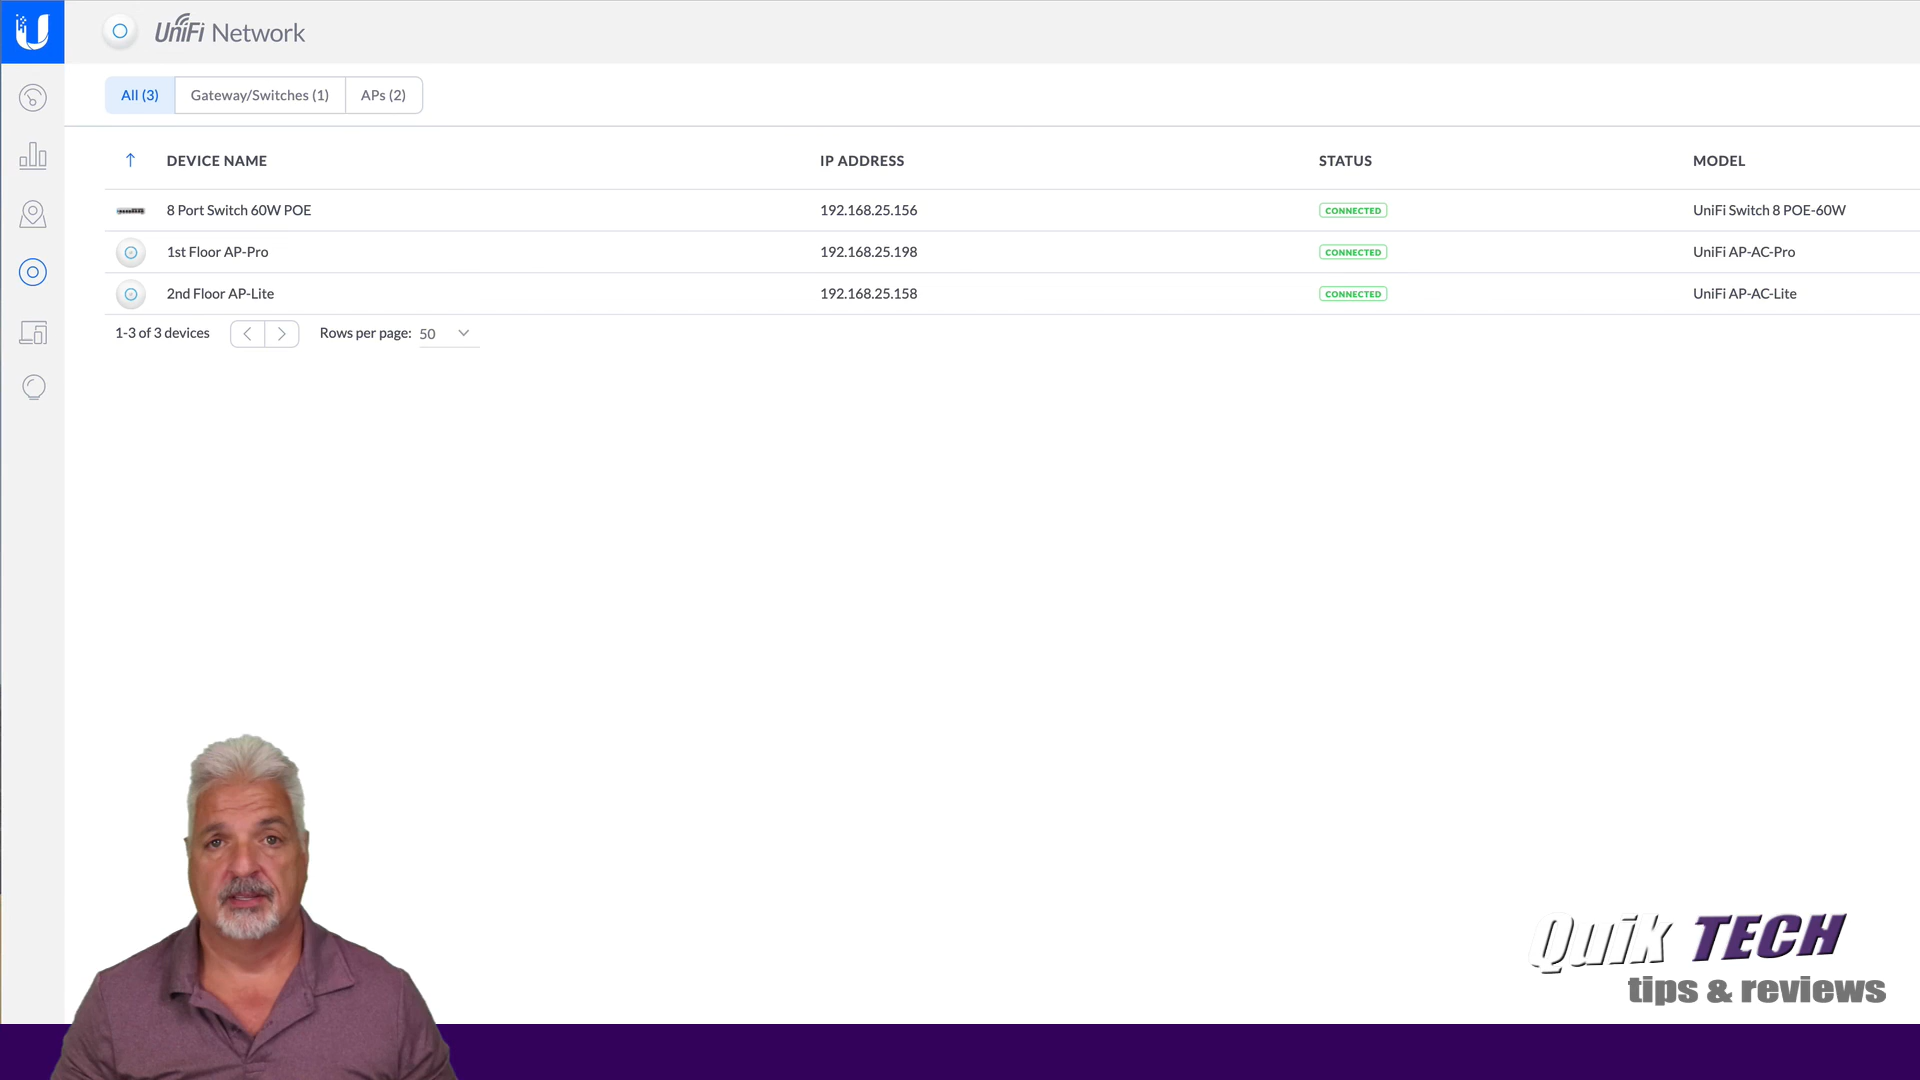 UniFi Network
All (3) Gateway/Switches (1) APs (2)
DEVICE NAME IP ADDRESS STATUS MODEL
8 Port Switch 60W POE 192.168.25.156 CONNECTED UniFi Switch 8 POE-60W
1st Floor AP-Pro 192.168.25.198 CONNECTED UniFi AP-AC-Pro
2nd Floor AP-Lite 192.168.25.158 CONNECTED UniFi AP-AC-Lite
1-3 of 3 devices Rows per page: 50
Quik TECH
tips & reviews